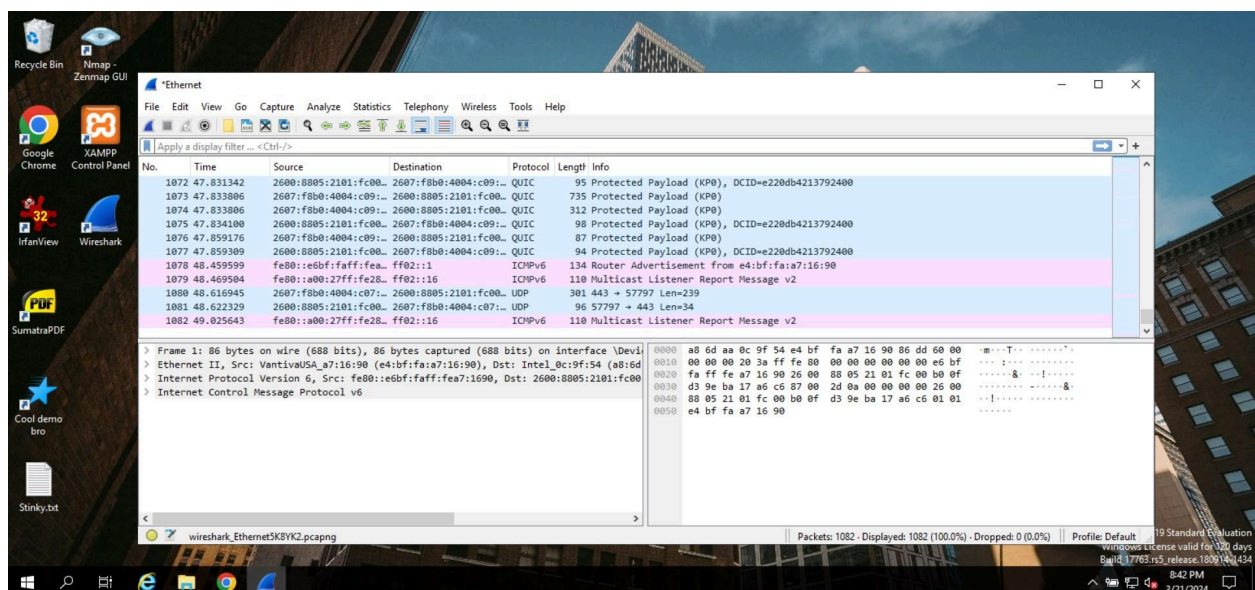 Recycle Bin
Nmap -
Zenmap GUI
Google
Chrome
XAMPP
Control Panel
IrfanView
Wireshark
PDF
SumatraPDF
Cool demo
bro
Stinky.txt
*Ethernet
File Edit View Go Capture Analyze Statistics Telephony Wireless Tools Help
Apply a display filter ... <Ctrl-/>
No. Time Source Destination Protocol Length Info
1072 47.831342 2600:8805:2101:fc00… 2607:f8b0:4004:c09:… QUIC 95 Protected Payload (KP0), DCID=e220db4213792400
1073 47.833806 2607:f8b0:4004:c09:… 2600:8805:2101:fc00… QUIC 735 Protected Payload (KP0)
1074 47.833806 2607:f8b0:4004:c09:… 2600:8805:2101:fc00… QUIC 312 Protected Payload (KP0)
1075 47.834100 2600:8805:2101:fc00… 2607:f8b0:4004:c09:… QUIC 98 Protected Payload (KP0), DCID=e220db4213792400
1076 47.859176 2607:f8b0:4004:c09:… 2600:8805:2101:fc00… QUIC 87 Protected Payload (KP0)
1077 47.859309 2600:8805:2101:fc00… 2607:f8b0:4004:c09:… QUIC 94 Protected Payload (KP0), DCID=e220db4213792400
1078 48.459599 fe80::e6bf:faff:fea… ff02::1 ICMPv6 134 Router Advertisement from e4:bf:fa:a7:16:90
1079 48.469504 fe80::a00:27ff:fe28… ff02::16 ICMPv6 110 Multicast Listener Report Message v2
1080 48.616945 2607:f8b0:4004:c07:… 2600:8805:2101:fc00… UDP 301 443 → 57797 Len=239
1081 48.622329 2600:8805:2101:fc00… 2607:f8b0:4004:c07:… UDP 96 57797 → 443 Len=34
1082 49.025643 fe80::a00:27ff:fe28… ff02::16 ICMPv6 110 Multicast Listener Report Message v2
Frame 1: 86 bytes on wire (688 bits), 86 bytes captured (688 bits) on interface \Devi
Ethernet II, Src: VantivaUSA_a7:16:90 (e4:bf:fa:a7:16:90), Dst: Intel_0c:9f:54 (a8:6d
Internet Protocol Version 6, Src: fe80::e6bf:faff:fea7:1690, Dst: 2600:8805:2101:fc00
Internet Control Message Protocol v6
0000 a8 6d aa 0c 9f 54 e4 bf fa a7 16 90 86 dd 60 00 ·m···T·· ······`·
0010 00 00 00 20 3a ff fe 80 00 00 00 00 00 00 e6 bf ··· :··· ········
0020 fa ff fe a7 16 90 26 00 88 05 21 01 fc 00 b0 0f ······&· ··!·····
0030 d3 9e ba 17 a6 c6 87 00 2d 0a 00 00 00 00 26 00 ········ -·····&·
0040 88 05 21 01 fc 00 b0 0f d3 9e ba 17 a6 c6 01 01 ··!····· ········
0050 e4 bf fa a7 16 90 ······
wireshark_Ethernet5K8YK2.pcapng
Packets: 1082 · Displayed: 1082 (100.0%) · Dropped: 0 (0.0%)
Profile: Default
19 Standard Evaluation
Windows License valid for 120 days
Build 17763.rs5_release.180914-1434
8:42 PM
3/21/2024